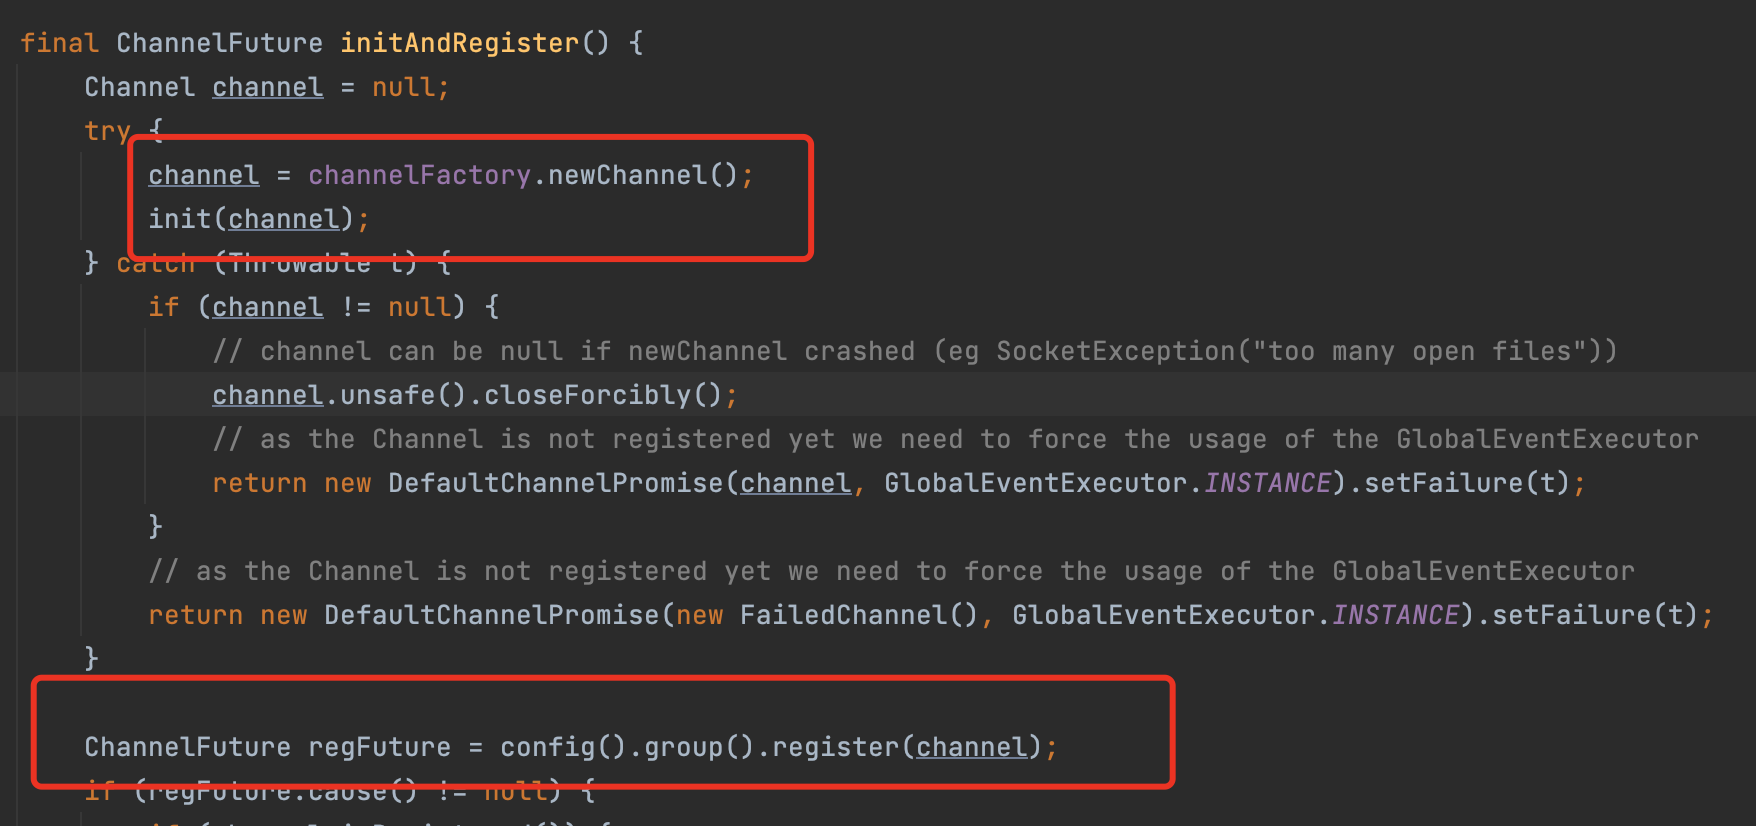 final ChannelFuture initAndRegister() {
Channel channel = null;
try {
channel = channelFactory.newChannel();
init(channel);
} catch (Throwable t) {
if (channel != null) {
// channel can be null if newChannel crashed (eg SocketException("too many open files"))
channel.unsafe().closeForcibly();
// as the Channel is not registered yet we need to force the usage of the GlobalEventExecutor
return new DefaultChannelPromise(channel, GlobalEventExecutor.INSTANCE).setFailure(t);
}
// as the Channel is not registered yet we need to force the usage of the GlobalEventExecutor
return new DefaultChannelPromise(new FailedChannel(), GlobalEventExecutor.INSTANCE).setFailure(t);
}
ChannelFuture regFuture = config().group().register(channel);
if (regFuture.cause() != null) {